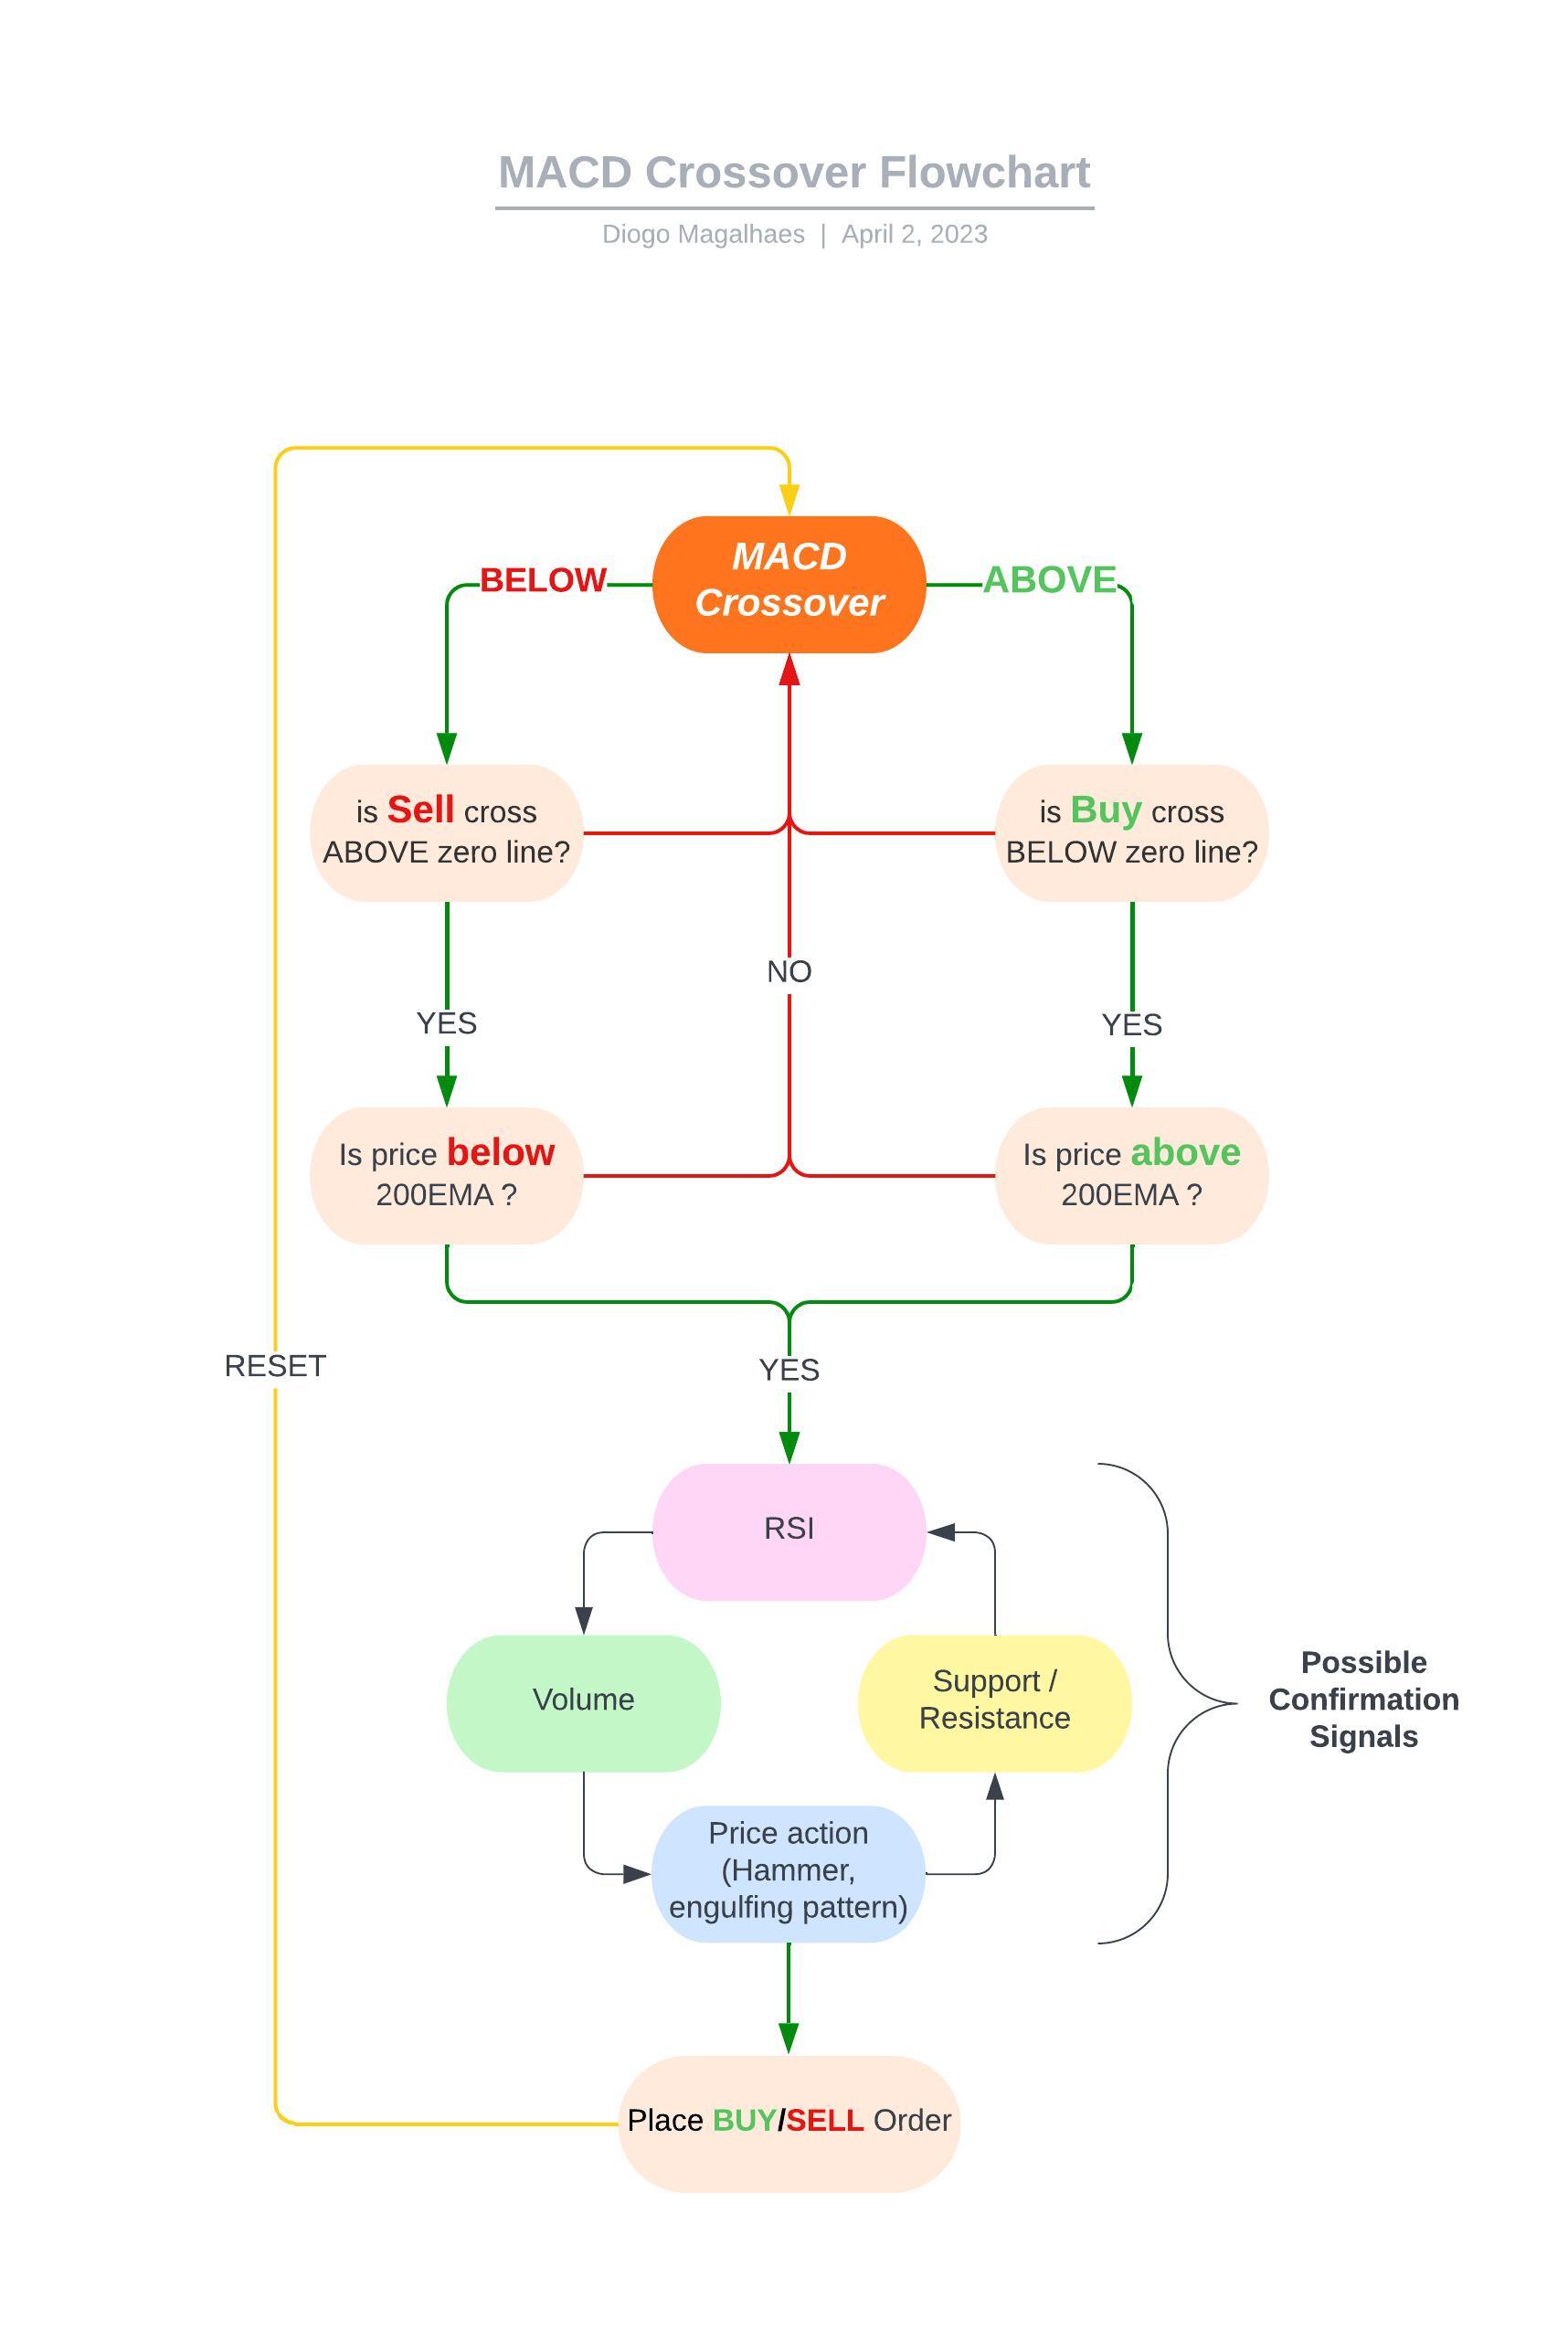 MACD Crossover Flowchart
Diogo Magalhaes | April 2, 2023
MACD
Crossover
BELOW
ABOVE
is Sell cross
ABOVE zero line?
is Buy cross
BELOW zero line?
NO
YES
YES
Is price below
200EMA ?
Is price above
200EMA ?
RESET
YES
RSI
Volume
Support /
Resistance
Possible
Confirmation
Signals
Price action
(Hammer,
engulfing pattern)
Place BUY/SELL Order